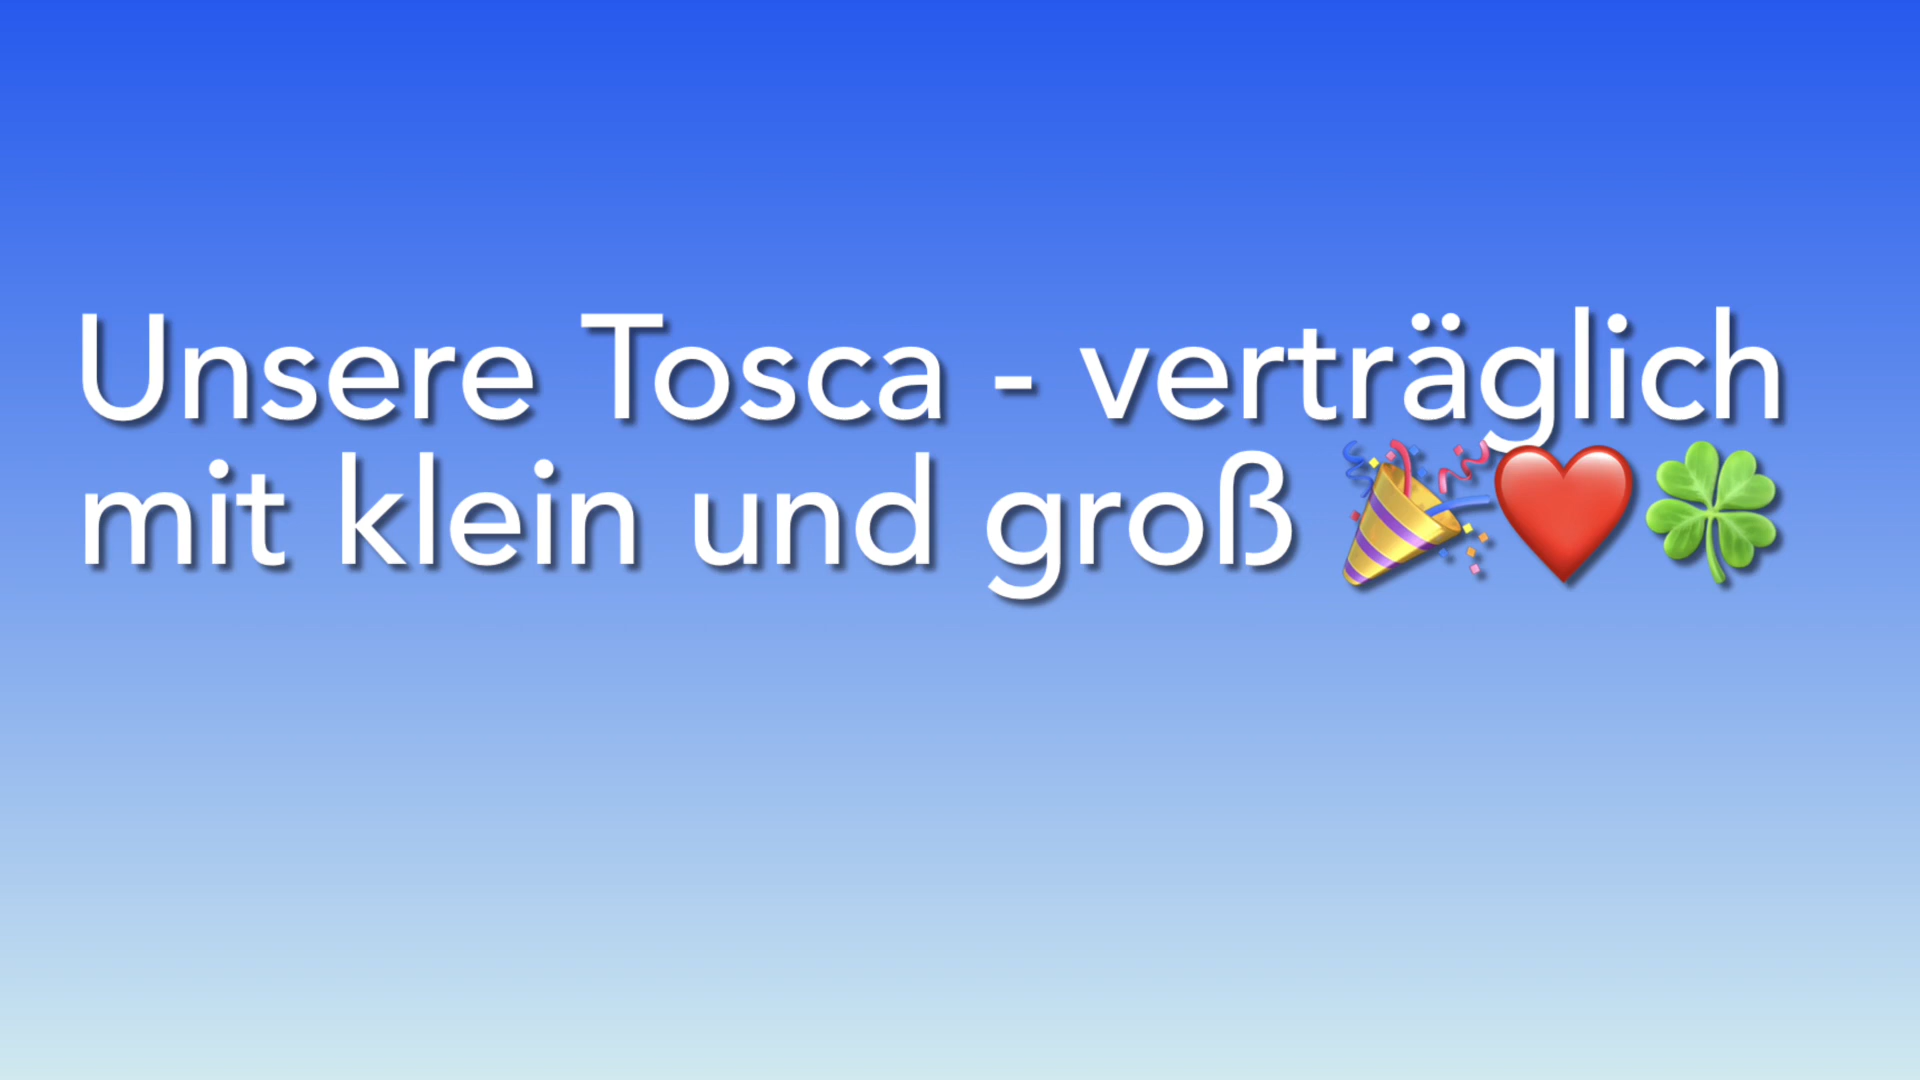 Unsere Tosca - verträglich
mit klein und groß 🎉❤️🍀